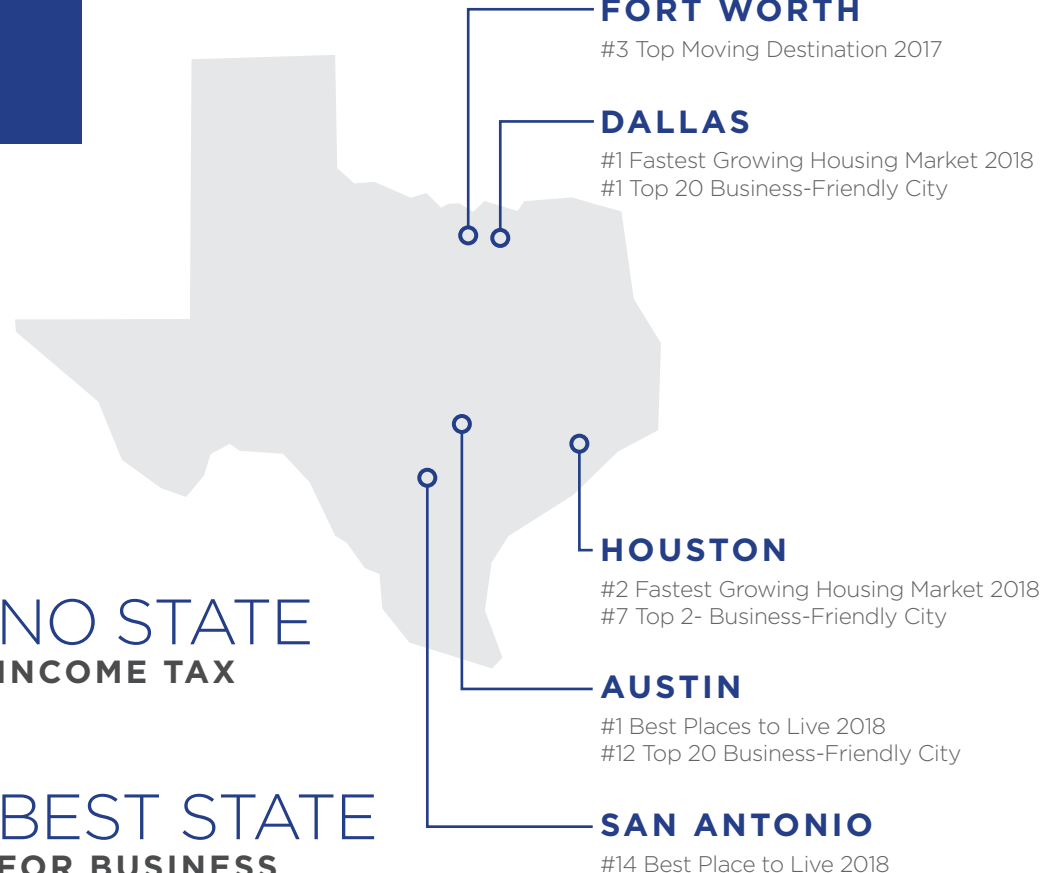 FORT WORTH
#3 Top Moving Destination 2017
DALLAS
#1 Fastest Growing Housing Market 2018
#1 Top 20 Business-Friendly City
HOUSTON
#2 Fastest Growing Housing Market 2018
#7 Top 2- Business-Friendly City
AUSTIN
#1 Best Places to Live 2018
#12 Top 20 Business-Friendly City
SAN ANTONIO
#14 Best Place to Live 2018
NO STATE
INCOME TAX
BEST STATE
FOR BUSINESS